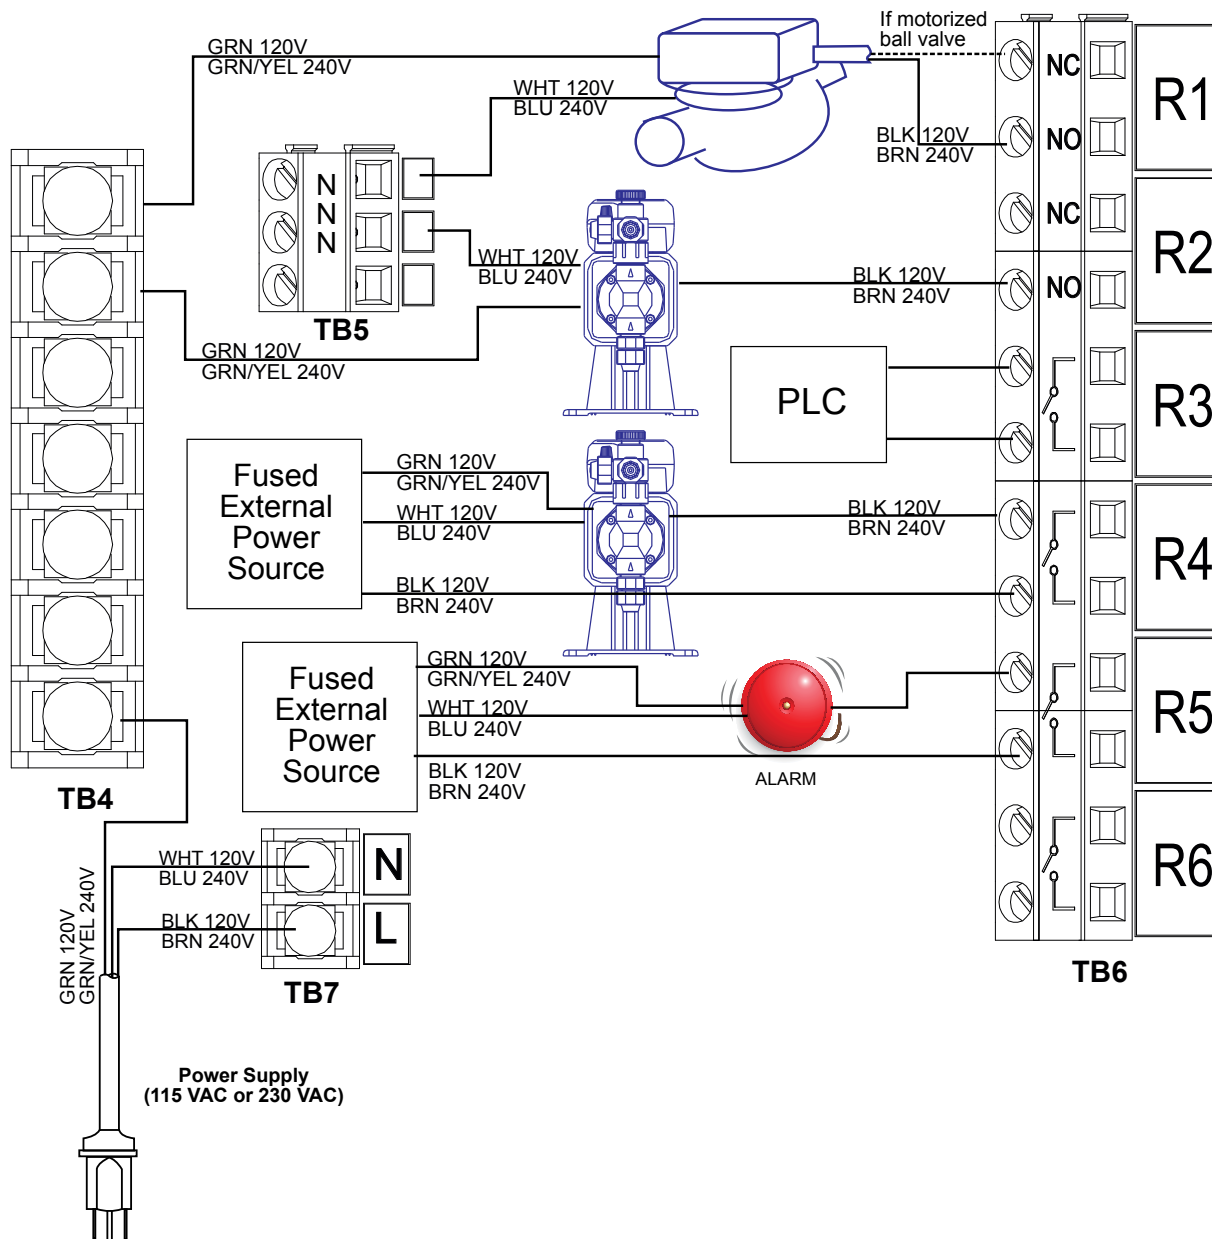 If motorized
ball valve
GRN 120V
GRN/YEL 240V
NC
R1
WHT 120V
BLU 240V
BLK 120V
BRN 240V
NO
N
N
N
TB5
NC
R2
WHT 120V
BLU 240V
BLK 120V
BRN 240V
NO
GRN 120V
GRN/YEL 240V
PLC
R3
Fused
External
Power
Source
GRN 120V
GRN/YEL 240V
WHT 120V
BLU 240V
BLK 120V
BRN 240V
R4
BLK 120V
BRN 240V
Fused
External
Power
Source
GRN 120V
GRN/YEL 240V
WHT 120V
BLU 240V
R5
BLK 120V
BRN 240V
ALARM
TB4
WHT 120V
BLU 240V
N
R6
BLK 120V
BRN 240V
L
GRN 120V
GRN/YEL 240V
TB7
TB6
Power Supply
(115 VAC or 230 VAC)